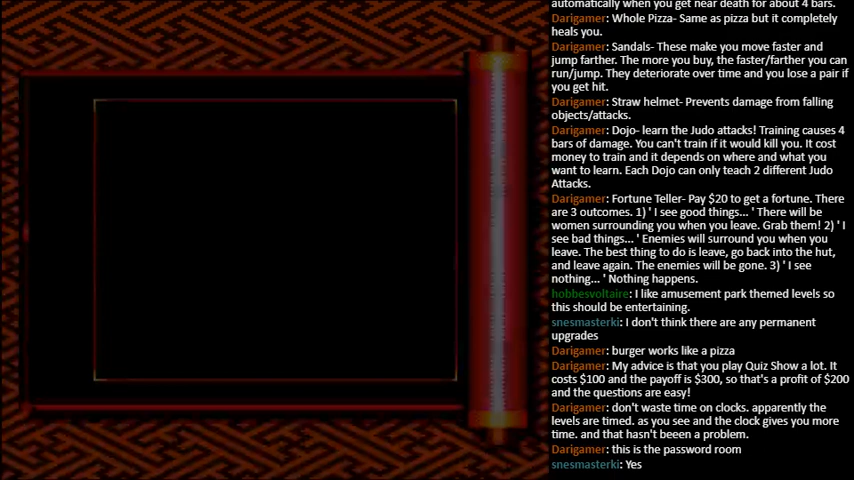 automatically when you get near death for about 4 bars.
Darigamer: Whole Pizza- Same as pizza but it completely
heals you.
Darigamer: Sandals- These make you move faster and
jump farther. The more you buy, the faster/farther you can
run/jump. They deteriorate over time and you lose a pair if
you get hit.
Darigamer: Straw helmet- Prevents damage from falling
objects/attacks.
Darigamer: Dojo- learn the Judo attacks! Training causes 4
bars of damage. You can't train if it would kill you. It cost
money to train and it depends on where and what you
want to learn. Each Dojo can only teach 2 different Judo
Attacks.
Darigamer: Fortune Teller- Pay $20 to get a fortune. There
are 3 outcomes. 1) ' I see good things... ' There will be
women surrounding you when you leave. Grab them! 2) ' I
see bad things... ' Enemies will surround you when you
leave. The best thing to do is leave, go back into the hut,
and leave again. The enemies will be gone. 3) ' I see
nothing... ' Nothing happens.
hobbesvoltaire: I like amusement park themed levels so
this should be entertaining.
snesmasterki: I don't think there are any permanent
upgrades
Darigamer: burger works like a pizza
Darigamer: My advice is that you play Quiz Show a lot. It
costs $100 and the payoff is $300, so that's a profit of $200
and the questions are easy!
Darigamer: don't waste time on clocks. apparently the
levels are timed. as you see and the clock gives you more
time. and that hasn't beeen a problem.
Darigamer: this is the password room
snesmasterki: Yes